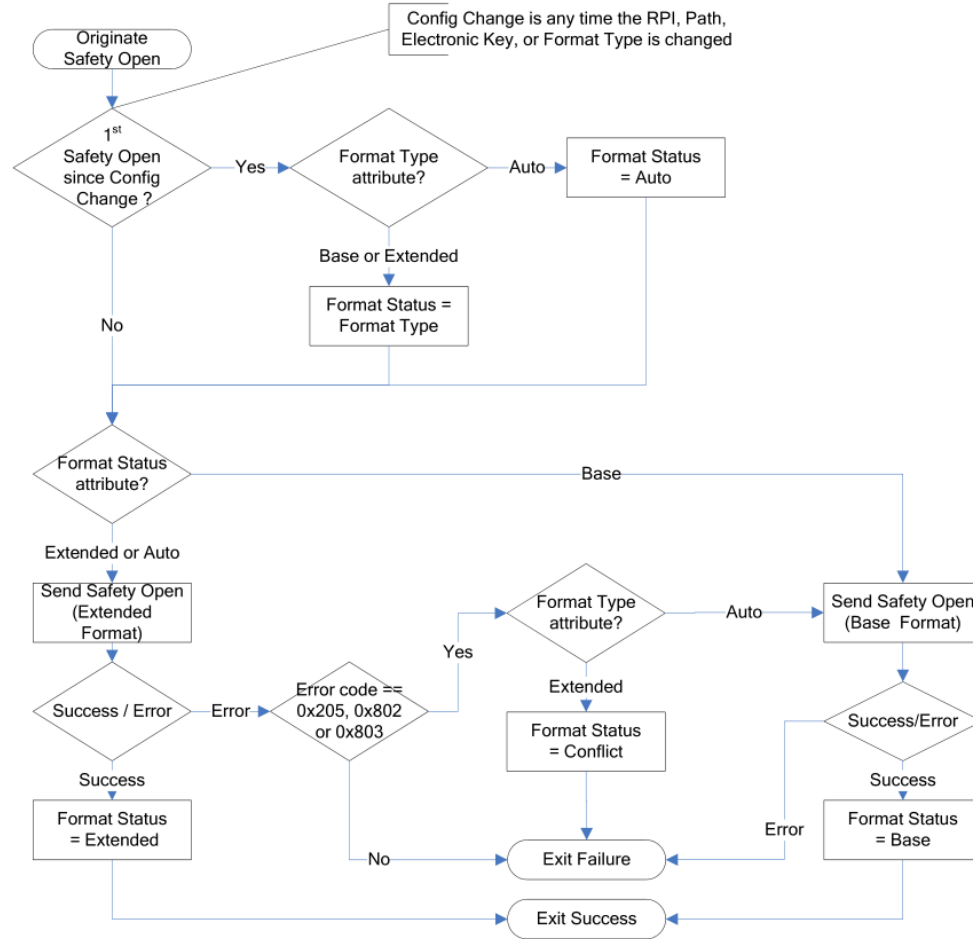 Config Change is any time the RPI, Path,
Electronic Key, or Format Type is changed
Originate
Safety Open
1st
Safety Open
since Config
Change ?
Yes
Format Type
attribute?
Auto
Format Status
= Auto
Base or Extended
Format Status =
Format Type
No
Format Status
attribute?
Base
Extended or Auto
Send Safety Open
(Extended
Format)
Format Type
attribute?
Auto
Send Safety Open
(Base Format)
Yes
Success / Error
Error
Error code ==
0x205, 0x802
or 0x803
Extended
Success/Error
Format Status
= Conflict
Success
Success
Format Status
= Extended
Error
Format Status
= Base
No
Exit Failure
Exit Success